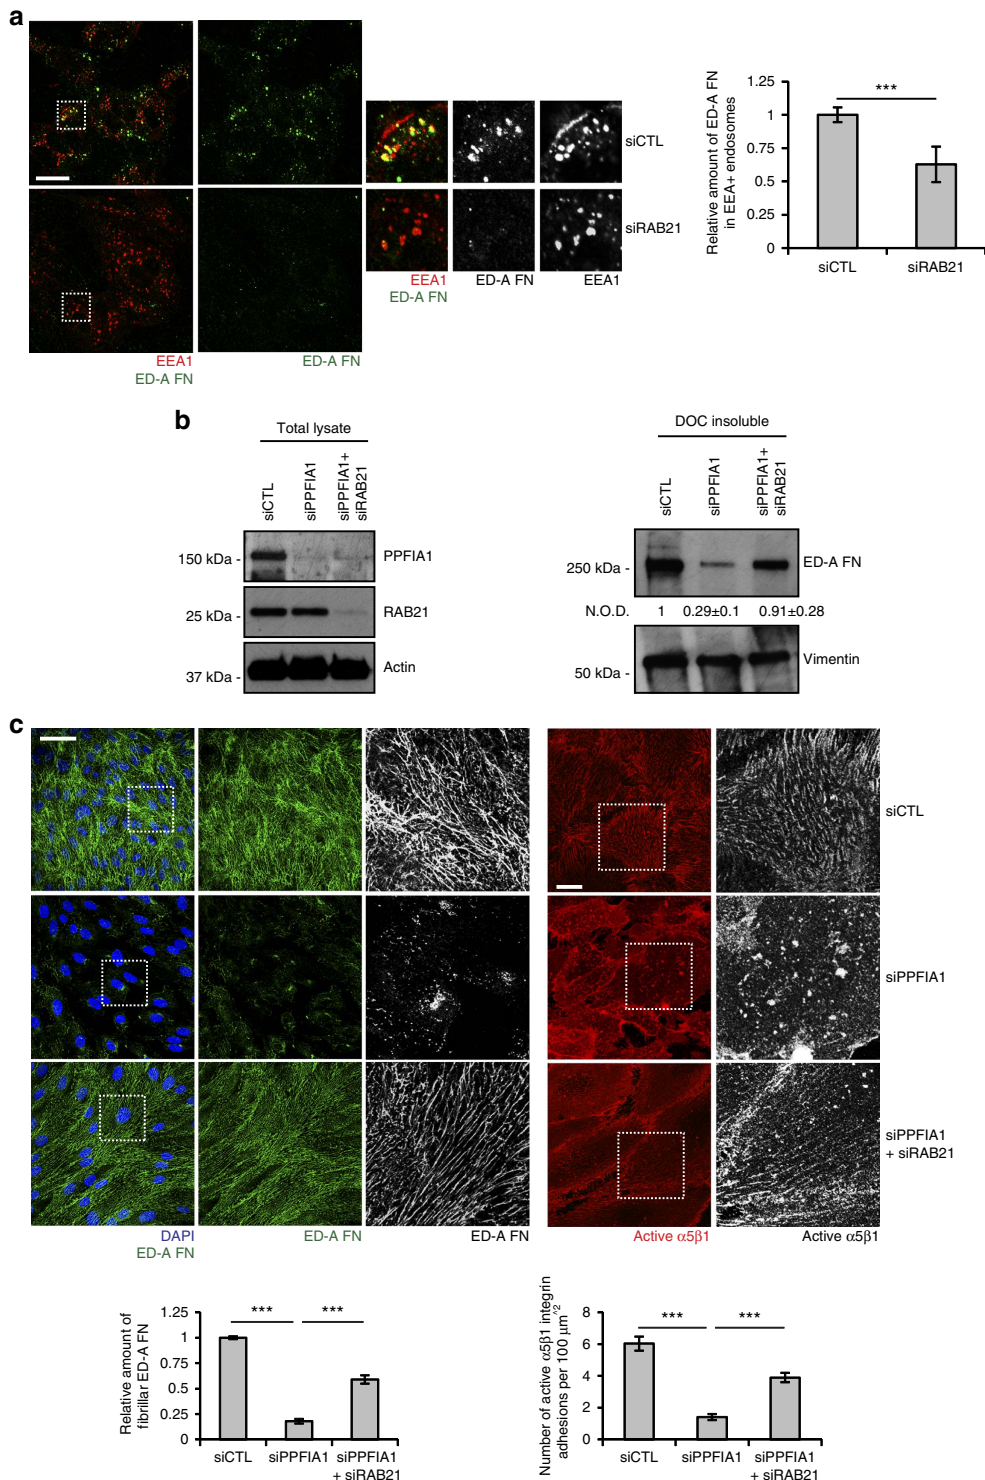 a
siCTL
siRAB21
EEA1
ED-A FN
ED-A FN
EEA1
ED-A FN
ED-A FN
EEA1
Relative amount of ED-A FN
in EEA+ endosomes
1.25
1
0.75
0.5
0.25
0
***
siCTL
siRAB21
b
Total lysate
siCTL
siPPFIA1
siPPFIA1+
siRAB21
150 kDa -
PPFIA1
25 kDa -
RAB21
37 kDa -
Actin
DOC insoluble
siCTL
siPPFIA1
siPPFIA1+
siRAB21
250 kDa -
ED-A FN
N.O.D. 1 0.29±0.1 0.91±0.28
50 kDa -
Vimentin
c
siCTL
siPPFIA1
siPPFIA1
+ siRAB21
DAPI
ED-A FN
ED-A FN
ED-A FN
Active α5β1
Active α5β1
Relative amount of
fibrillar ED-A FN
1.25
1
0.75
0.5
0.25
0
***
***
siCTL
siPPFIA1
siPPFIA1
+ siRAB21
Number of active α5β1 integrin
adhesions per 100 µm^2
8
6
4
2
0
***
***
siCTL
siPPFIA1
siPPFIA1
+ siRAB21